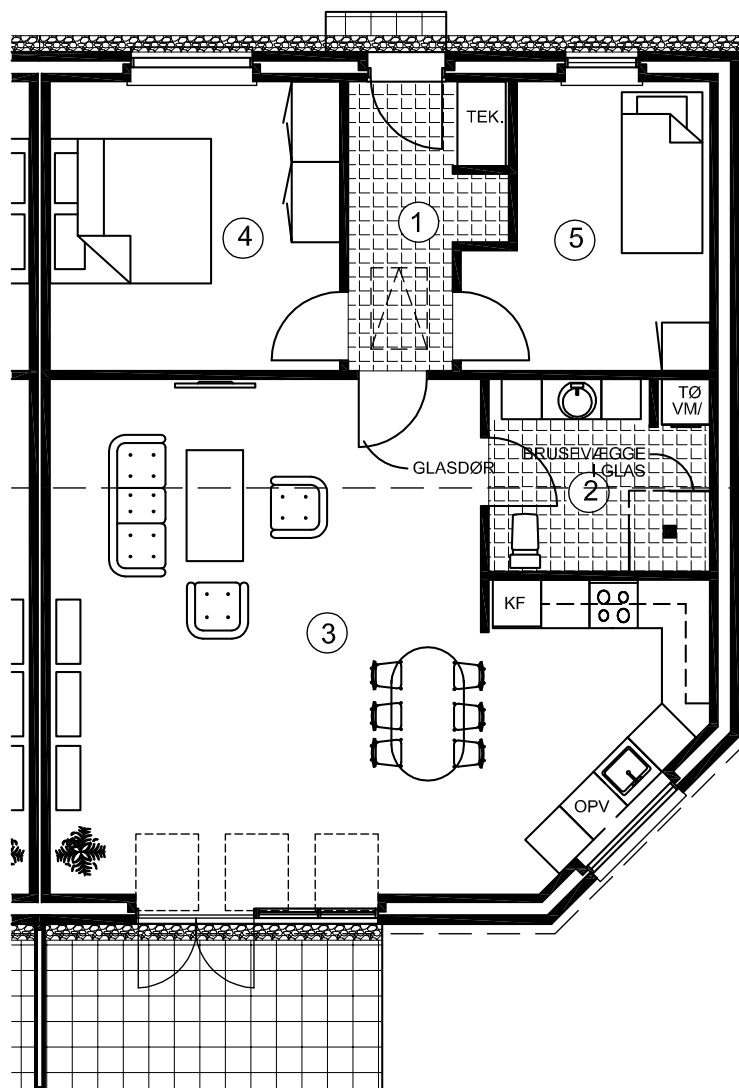 TEK.
1
4
5
TØ
VM/
GLASDØR
BRUSEVÆGGE
I GLAS
2
KF
3
OPV